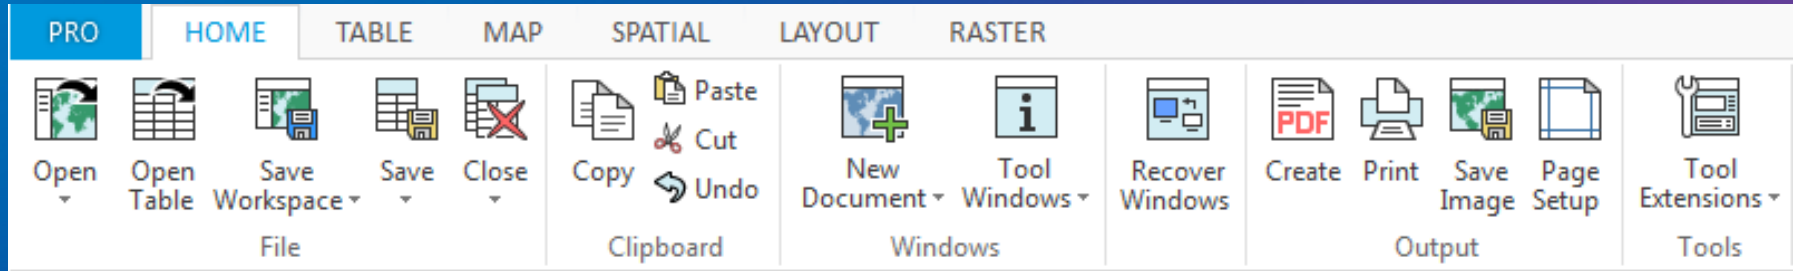 PRO HOME TABLE MAP SPATIAL LAYOUT RASTER
Open
Open
Table
Save
Workspace
Save
Close
File
Copy
Paste
Cut
Undo
Clipboard
New
Document
Tool
Windows
Windows
Recover
Windows
PDF
Create
Print
Save
Image
Page
Setup
Output
Tool
Extensions
Tools